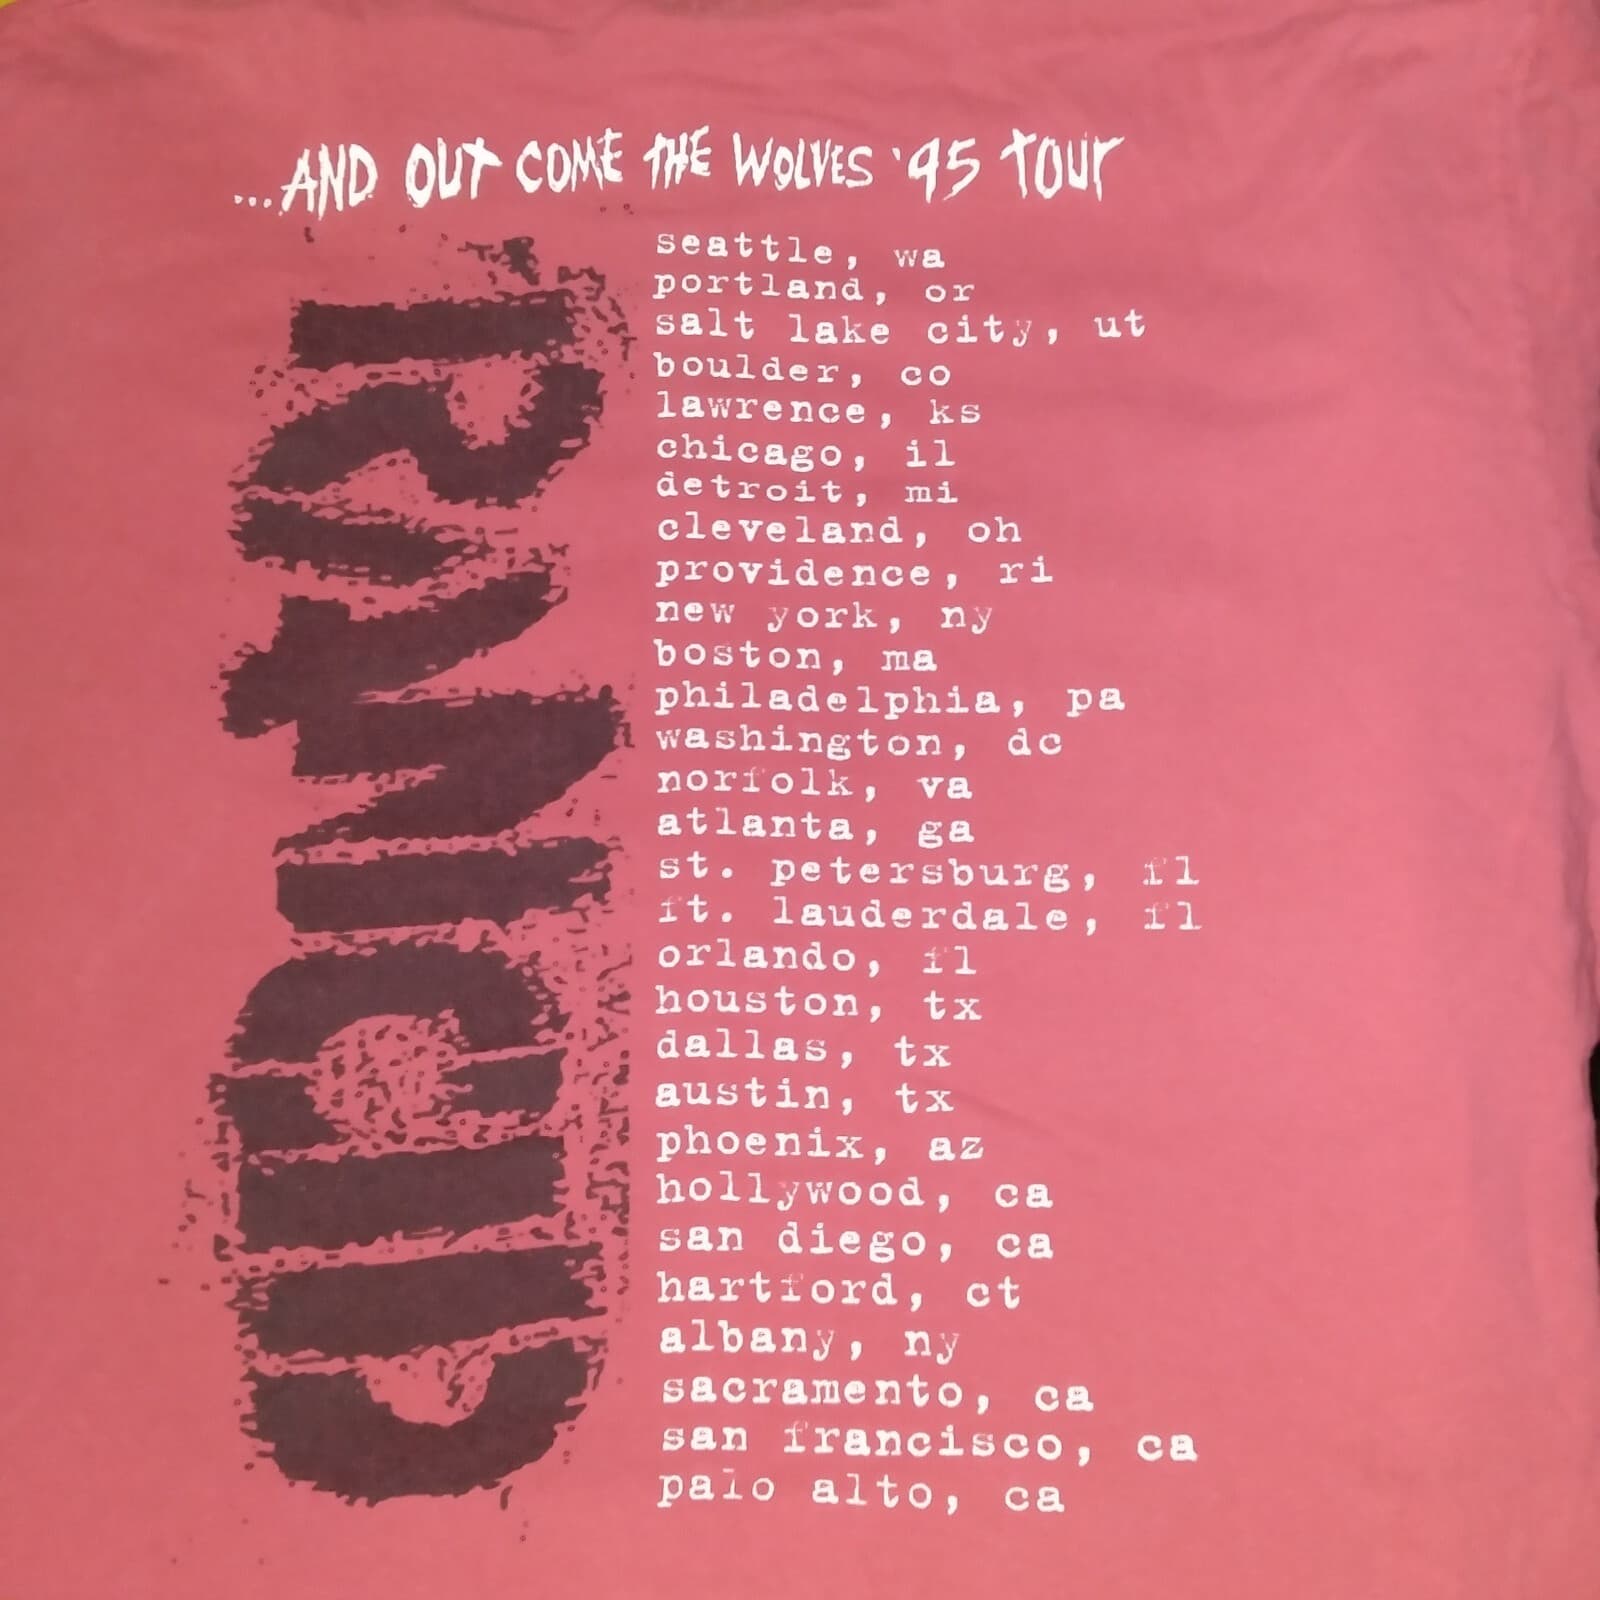 ...AND OUT COME THE WOLVES '95 TOUR
RANCID
seattle, wa
portland, or
salt lake city, ut
boulder, co
lawrence, ks
chicago, il
detroit, mi
cleveland, oh
providence, ri
new york, ny
boston, ma
philadelphia, pa
washington, dc
norfolk, va
atlanta, ga
st. petersburg, fl
ft. lauderdale, fl
orlando, fl
houston, tx
dallas, tx
austin, tx
phoenix, az
hollywood, ca
san diego, ca
hartford, ct
albany, ny
sacramento, ca
san francisco, ca
palo alto, ca